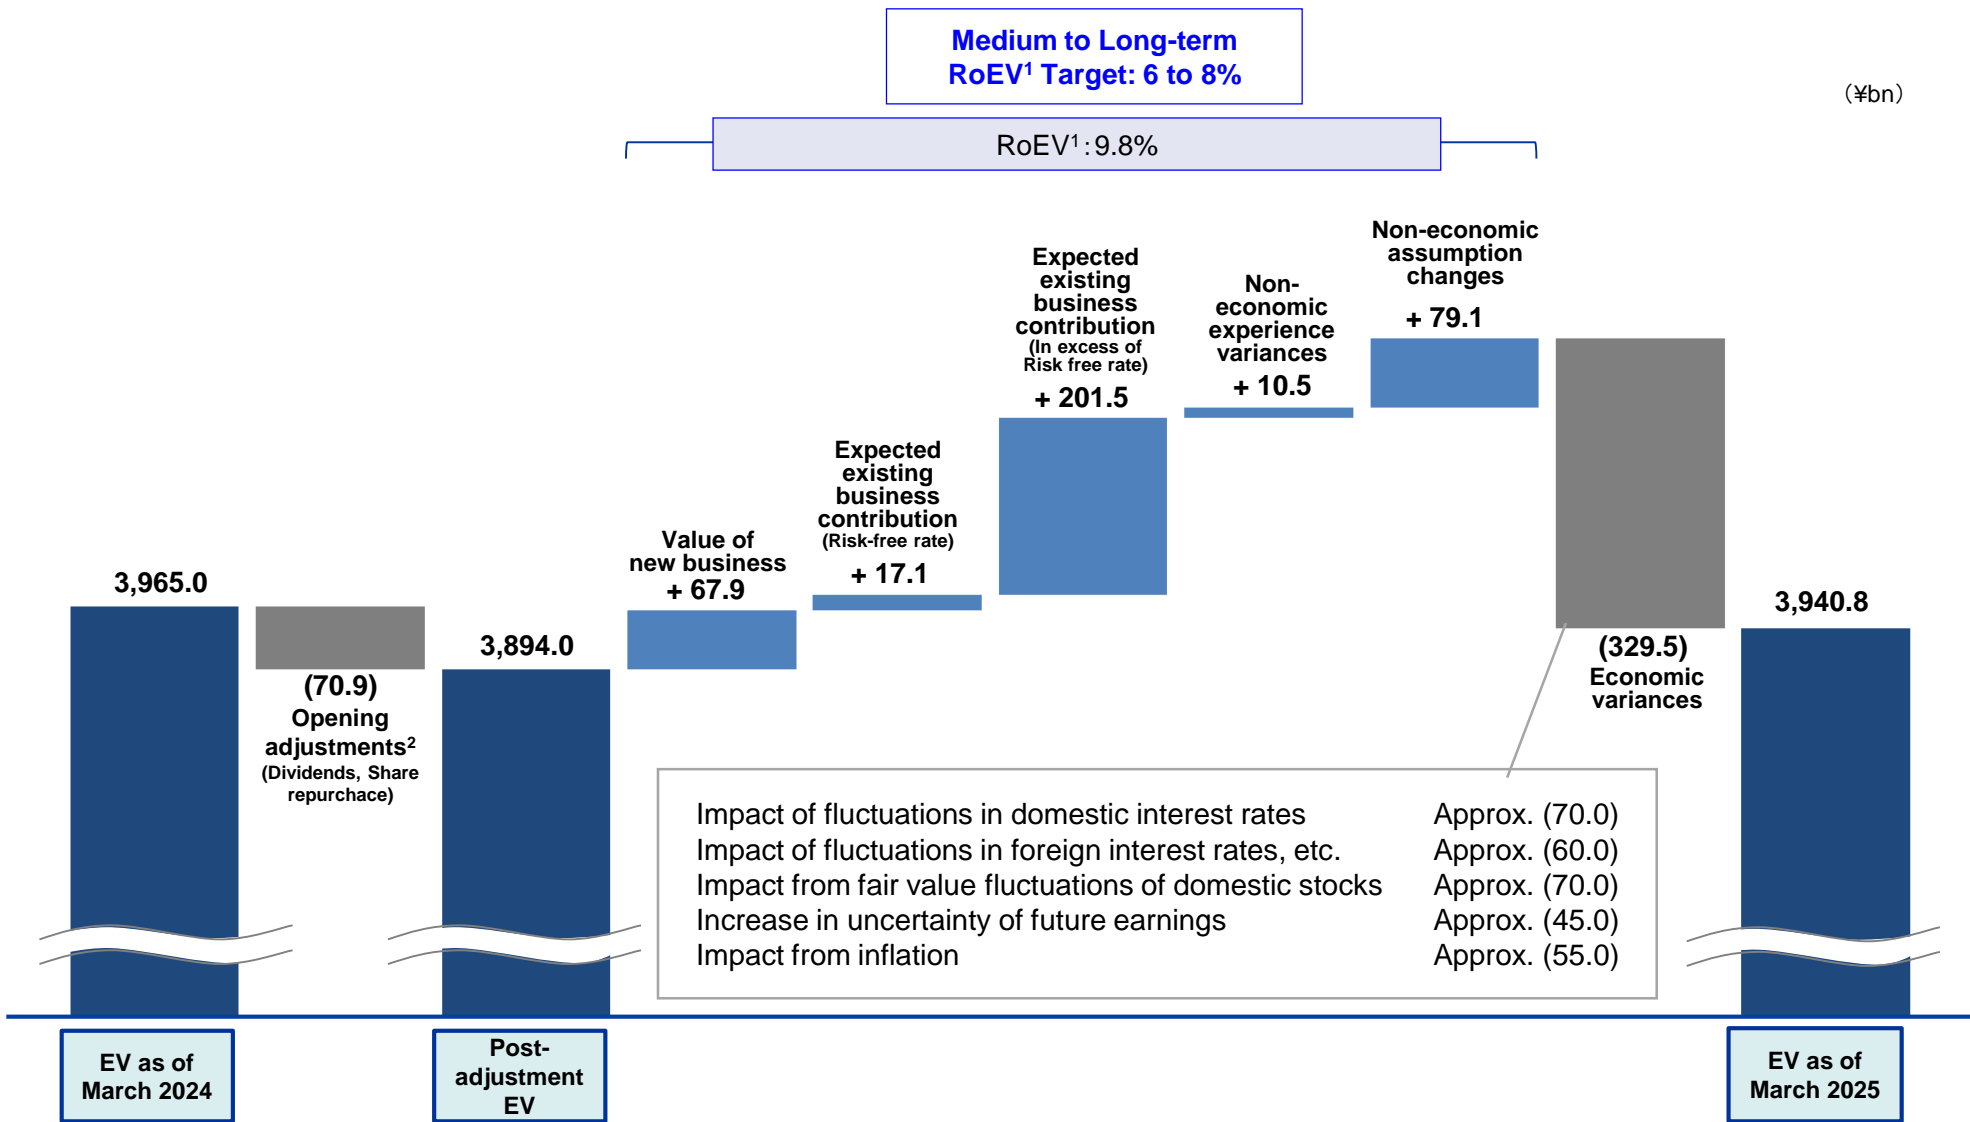 Medium to Long-term
RoEV¹ Target: 6 to 8%
（¥bn）
RoEV¹：9.8%
3,965.0
(70.9)
Opening
adjustments²
(Dividends, Share
repurchace)
3,894.0
Value of
new business
+ 67.9
Expected
existing
business
contribution
(Risk-free rate)
+ 17.1
Expected
existing
business
contribution
(In excess of
Risk free rate)
+ 201.5
Non-
economic
experience
variances
+ 10.5
Non-economic
assumption
changes
+ 79.1
(329.5)
Economic
variances
3,940.8
Impact of fluctuations in domestic interest rates Approx. (70.0)
Impact of fluctuations in foreign interest rates, etc. Approx. (60.0)
Impact from fair value fluctuations of domestic stocks Approx. (70.0)
Increase in uncertainty of future earnings Approx. (45.0)
Impact from inflation Approx. (55.0)
EV as of
March 2024
Post-
adjustment
EV
EV as of
March 2025